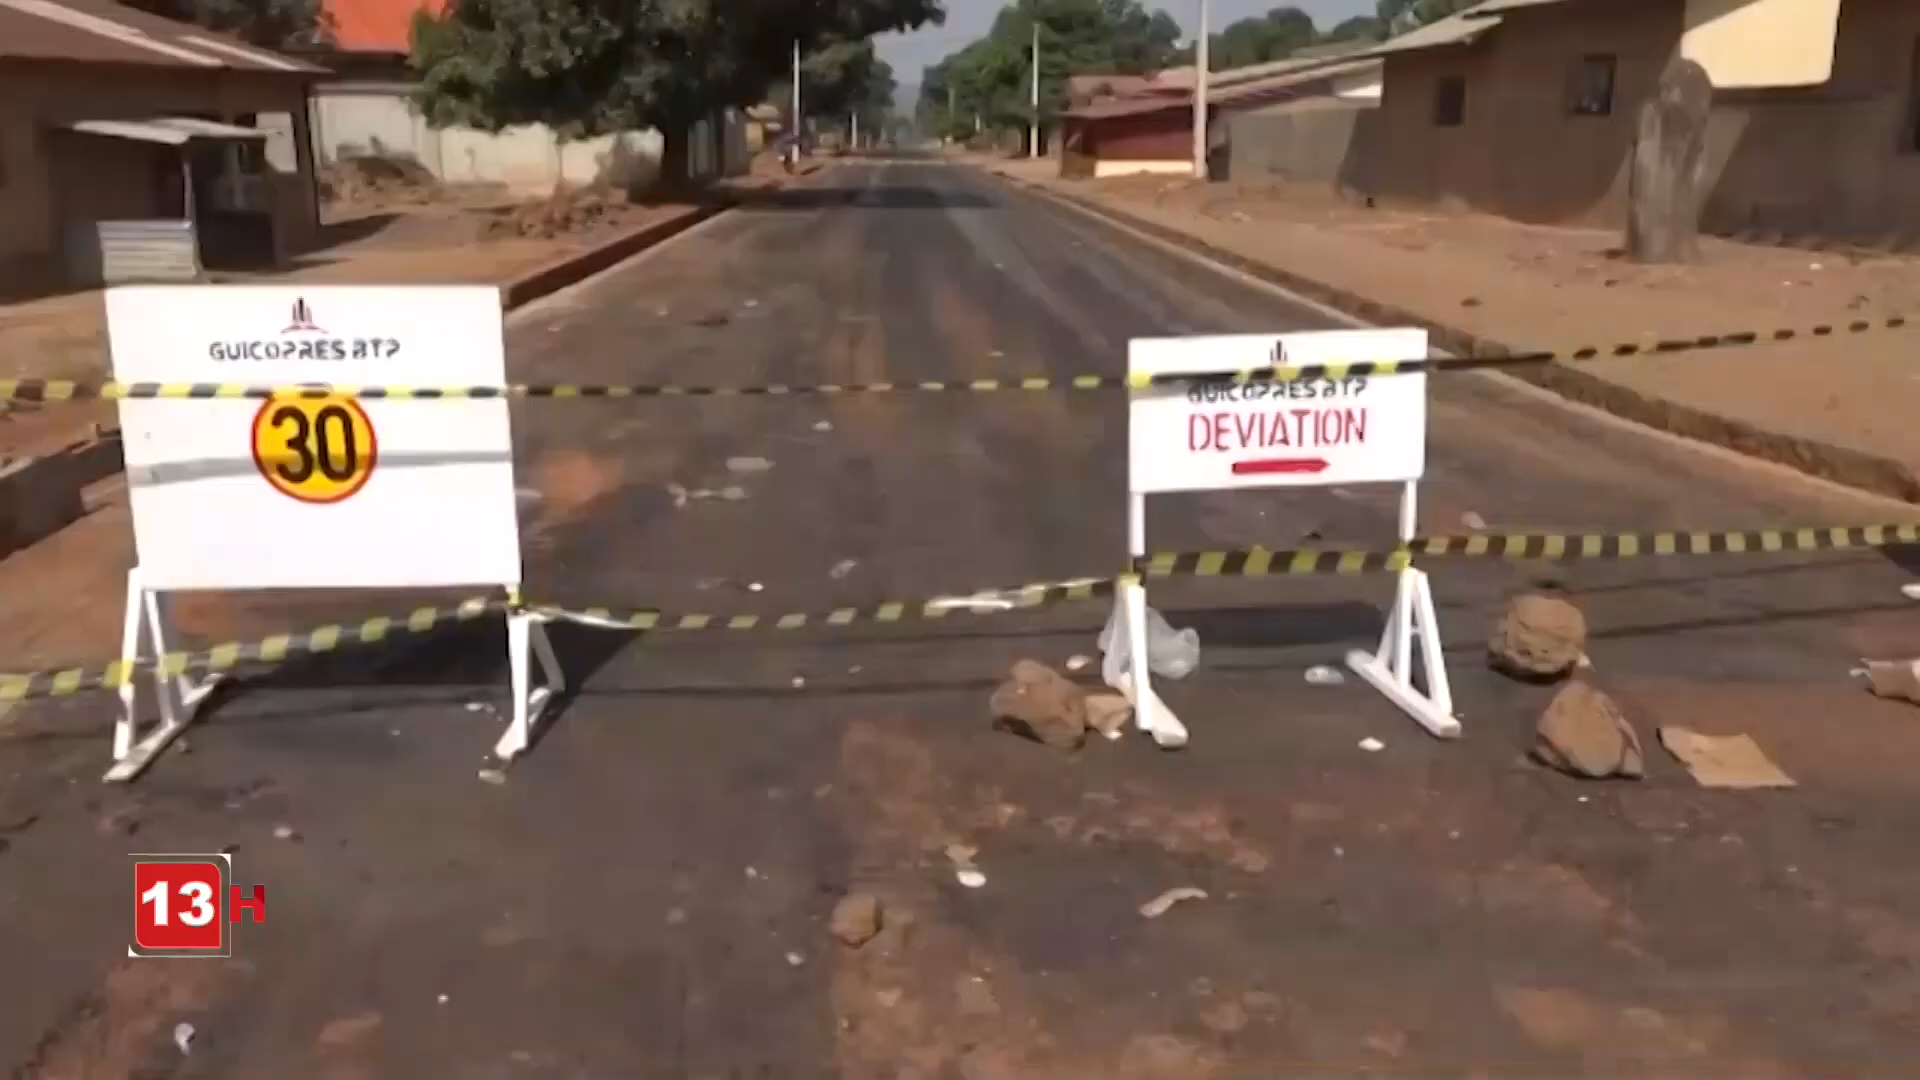 GUICOPRES BTP
30
GUICOPRES BTP
DEVIATION
13H